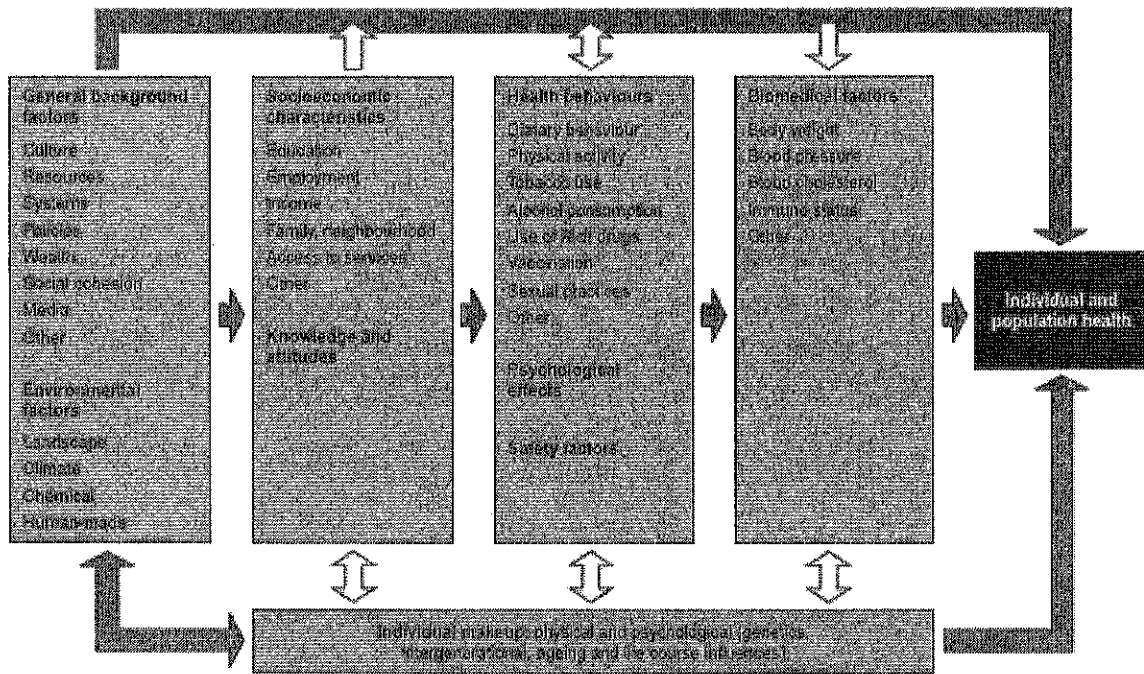 General background
factors
Culture
Resources
Systems
Policies
Wealth
Social cohesion
Media
Other
Environmental
factors
Landscape
Climate
Chemical
Human-made
Socioeconomic
characteristics
Education
Employment
Income
Family, neighbourhood
Access to services
Other
Knowledge and
attitudes
Health behaviours
Dietary behaviour
Physical activity
Tobacco use
Alcohol consumption
Use of illicit drugs
Vaccination
Sexual practices
Other
Psychological
effects
Safety factors
Biomedical factors
Body weight
Blood pressure
Blood cholesterol
Immune status
Other
Individual and
population health
Individual makeup: physical and psychological (genetics,
intergenerational, ageing and life course influences)